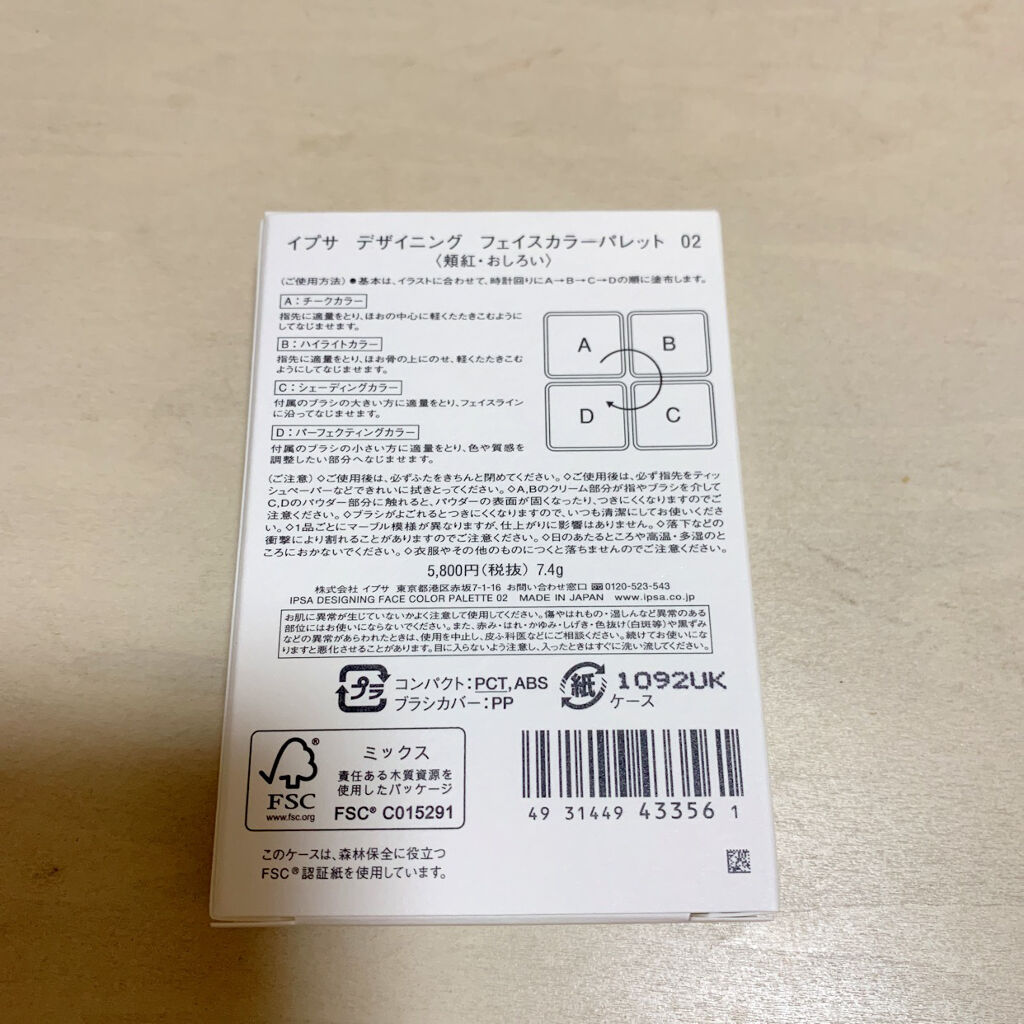 イプサ デザイニング フェイスカラーパレット 02
〈頬紅・おしろい〉
〈ご使用方法〉●基本は、イラストに合わせて、時計回りにA→B→C→Dの順に塗布します。
A：チークカラー
指先に適量をとり、ほおの中心に軽くたたきこむように
してなじませます。
B：ハイライトカラー
指先に適量をとり、ほお骨の上にのせ、軽くたたきこむ
ようにしてなじませます。
C：シェーディングカラー
付属のブラシの大きい方に適量をとり、フェイスライン
に沿ってなじませます。
D：パーフェクティングカラー
付属のブラシの小さい方に適量をとり、色や質感を
調整したい部分へなじませます。
A
B
D
C
〈ご注意〉◇ご使用後は、必ずふたをきちんと閉めてください。◇ご使用後は、必ず指先をティッ
シュペーパーなどできれいに拭きとってください。◇A,Bのクリーム部分が指やブラシを介して
C,Dのパウダー部分に触れると、パウダーの表面が固くなったり、つきにくくなりますのでご
注意ください。◇ブラシがよごれるとつきにくくなりますので、いつも清潔にしてお使いくださ
い。◇1品ごとにマーブル模様が異なりますが、仕上がりに影響はありません。◇落下などの
衝撃により割れることがありますのでご注意ください。◇日のあたるところや高温・多湿のと
ころにおかないでください。◇衣服やその他のものにつくと落ちませんのでご注意ください。
5,800円(税抜) 7.4g
株式会社 イプサ 東京都港区赤坂7-1-16 お問い合わせ窓口 0120-523-543
IPSA DESIGNING FACE COLOR PALETTE 02 MADE IN JAPAN www.ipsa.co.jp
お肌に異常が生じていないかよく注意して使用してください。傷やはれもの・湿しんなど異常のある
部位にはお使いにならないでください。また、赤み・はれ・かゆみ・しげき・色抜け(白斑等)や黒ずみ
などの異常があらわれたときは、使用を中止し、皮ふ科医などにご相談ください。続けてお使いにな
りますと悪化させることがあります。目に入らないよう注意し、入ったときはすぐに洗い流してください。
プラ コンパクト：PCT,ABS
ブラシカバー：PP
紙 ケース
1092UK
FSC®
www.fsc.org
ミックス
責任ある木質資源を
使用したパッケージ
FSC® C015291
4931449433561
このケースは、森林保全に役立つ
FSC®認証紙を使用しています。